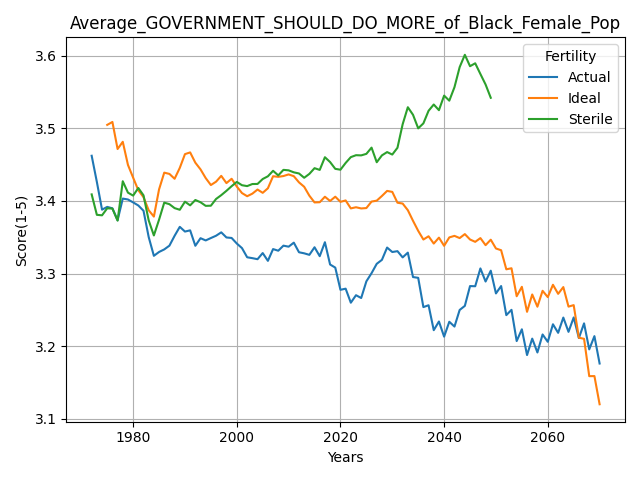 Average_GOVERNMENT_SHOULD_DO_MORE_of_Black_Female_Pop
Fertility
Actual
Ideal
Sterile
Score(1-5)
3.6
3.5
3.4
3.3
3.2
3.1
1980 2000 2020 2040 2060
Years